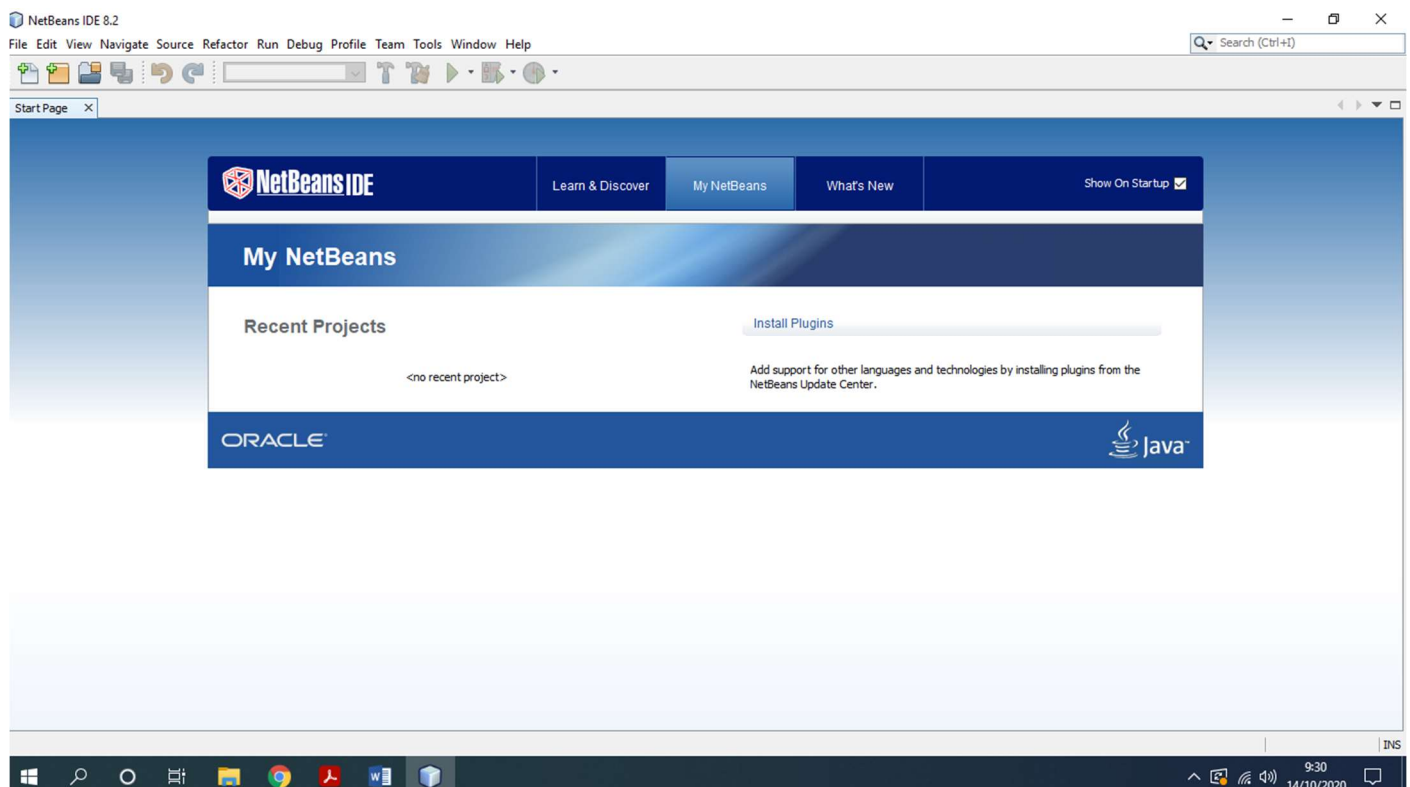 NetBeans IDE 8.2
File Edit View Navigate Source Refactor Run Debug Profile Team Tools Window Help
Search (Ctrl+I)
Start Page
NetBeans IDE
Learn & Discover
My NetBeans
What's New
Show On Startup
My NetBeans
Recent Projects
<no recent project>
Install Plugins
Add support for other languages and technologies by installing plugins from the
NetBeans Update Center.
ORACLE
Java™
INS
9:30
14/10/2020